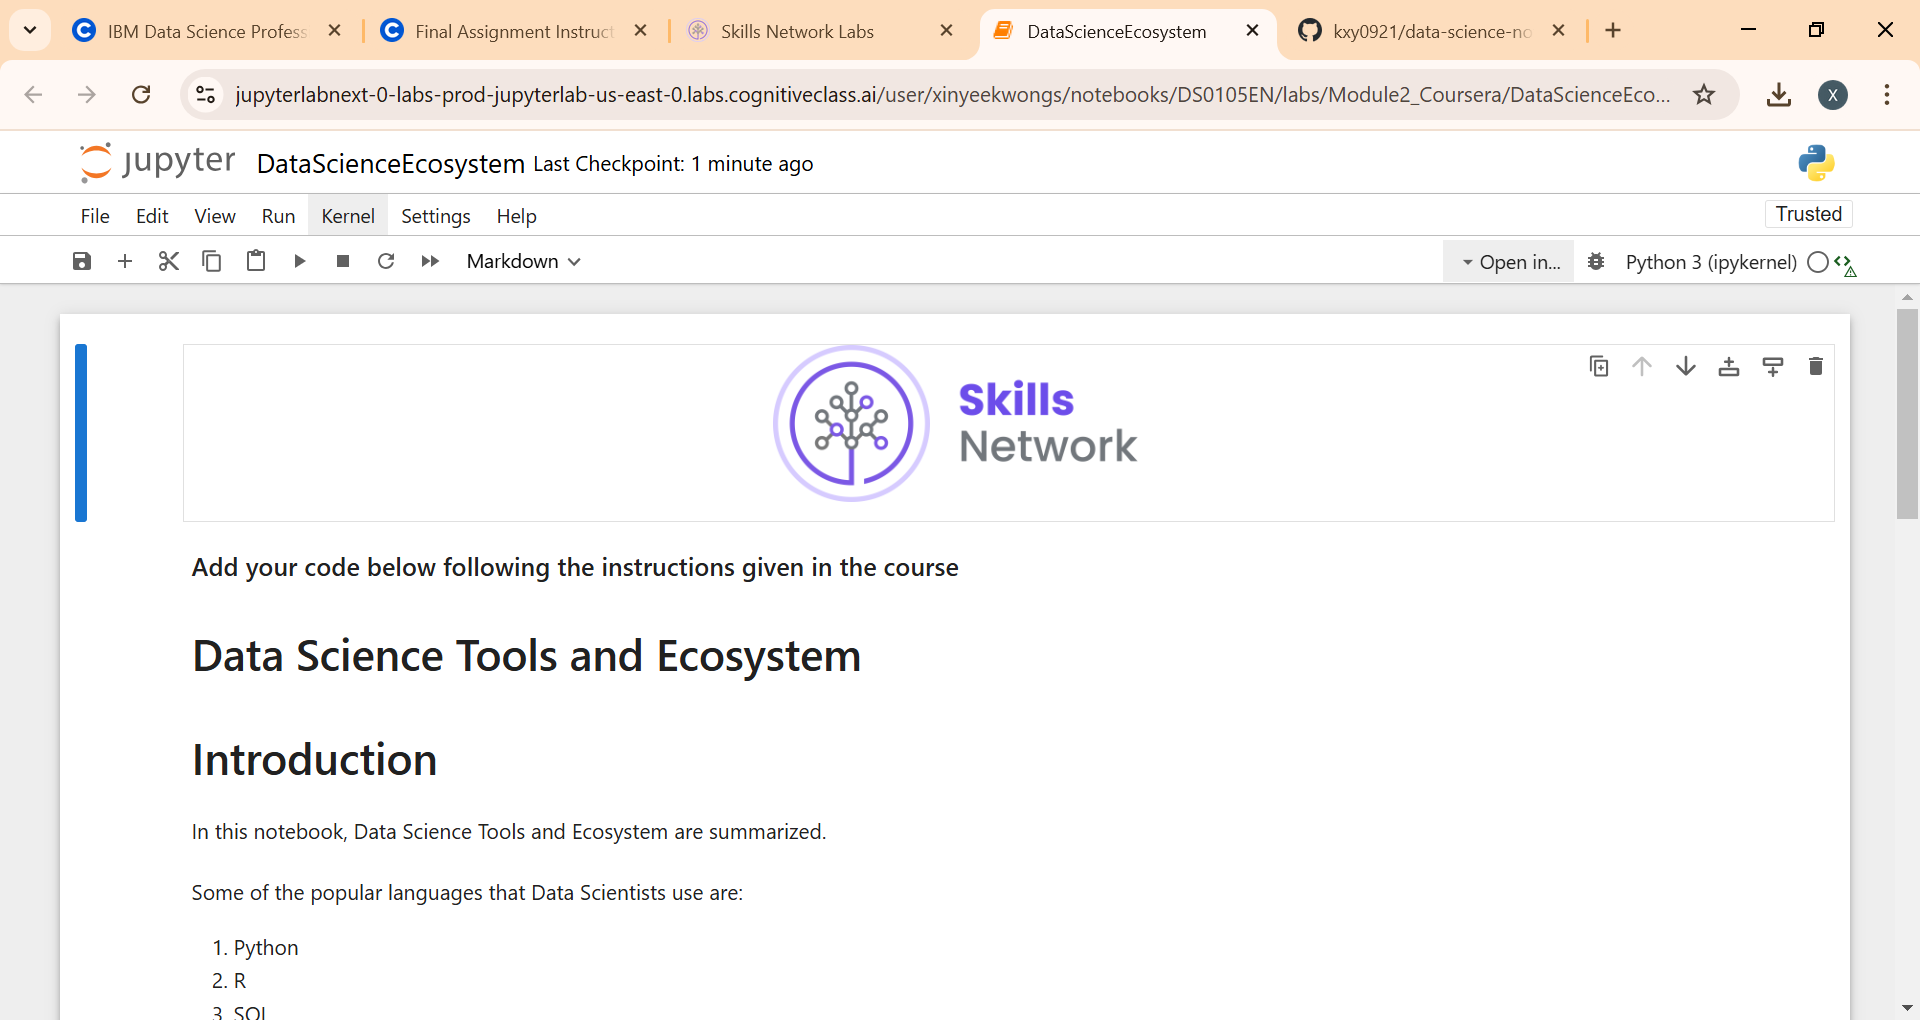 IBM Data Science Profess
Final Assignment Instruct
Skills Network Labs
DataScienceEcosystem
kxy0921/data-science-no
jupyterlabnext-0-labs-prod-jupyterlab-us-east-0.labs.cognitiveclass.ai/user/xinyeekwongs/notebooks/DS0105EN/labs/Module2_Coursera/DataScienceEco...
X
jupyter DataScienceEcosystem Last Checkpoint: 1 minute ago
File Edit View Run Kernel Settings Help
Trusted
Markdown
Open in...
Python 3 (ipykernel)
Skills
Network
Add your code below following the instructions given in the course
Data Science Tools and Ecosystem
Introduction
In this notebook, Data Science Tools and Ecosystem are summarized.
Some of the popular languages that Data Scientists use are:
1. Python
2. R
3. SQL